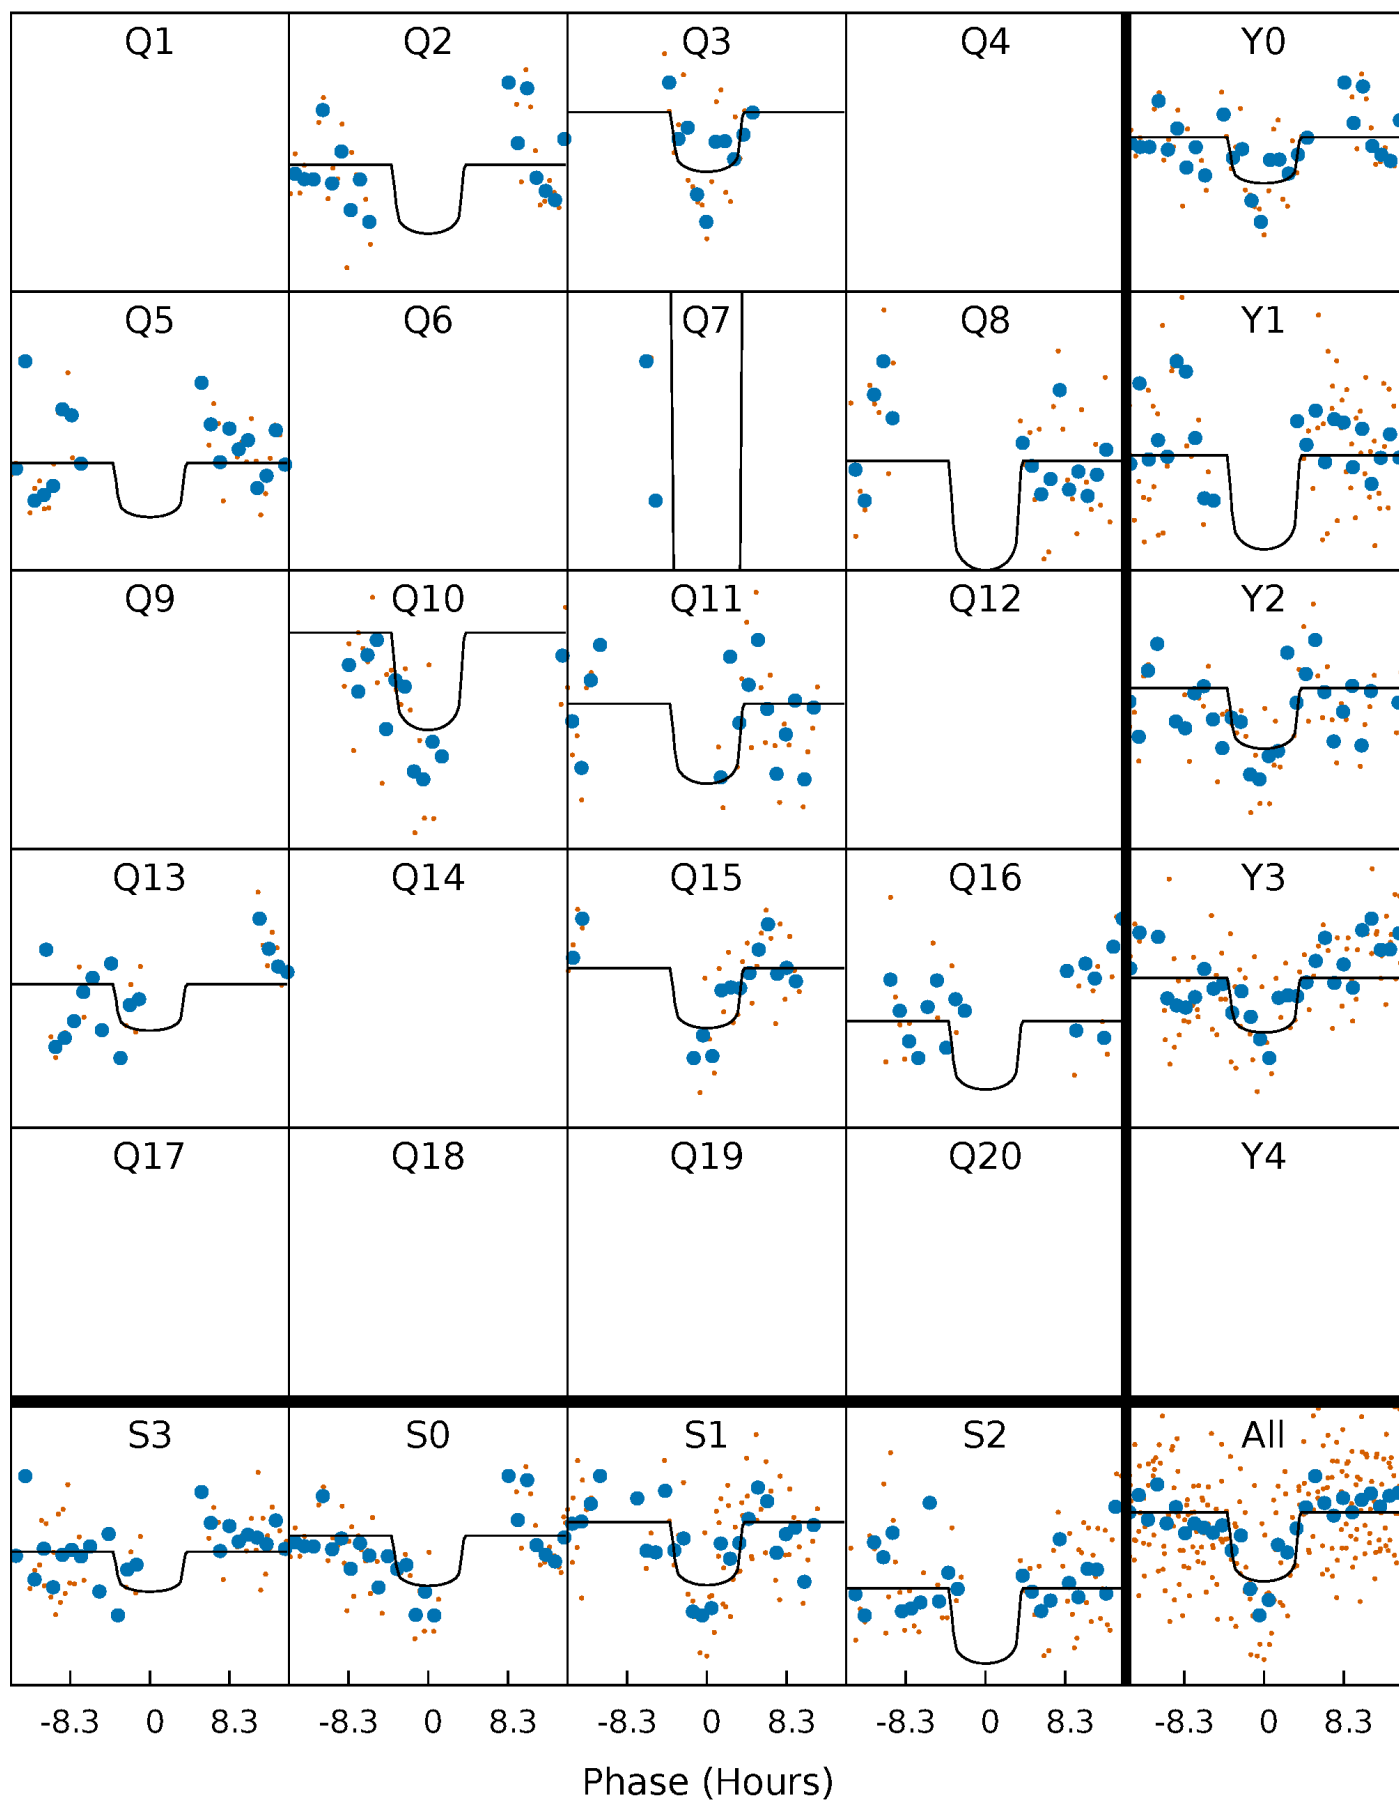 Q1 Q2 Q3 Q4 Y0
Q5 Q6 Q7 Q8 Y1
Q9 Q10 Q11 Q12 Y2
Q13 Q14 Q15 Q16 Y3
Q17 Q18 Q19 Q20 Y4
S3 S0 S1 S2 All
-8.3 0 8.3 -8.3 0 8.3 -8.3 0 8.3 -8.3 0 8.3 -8.3 0 8.3
Phase (Hours)